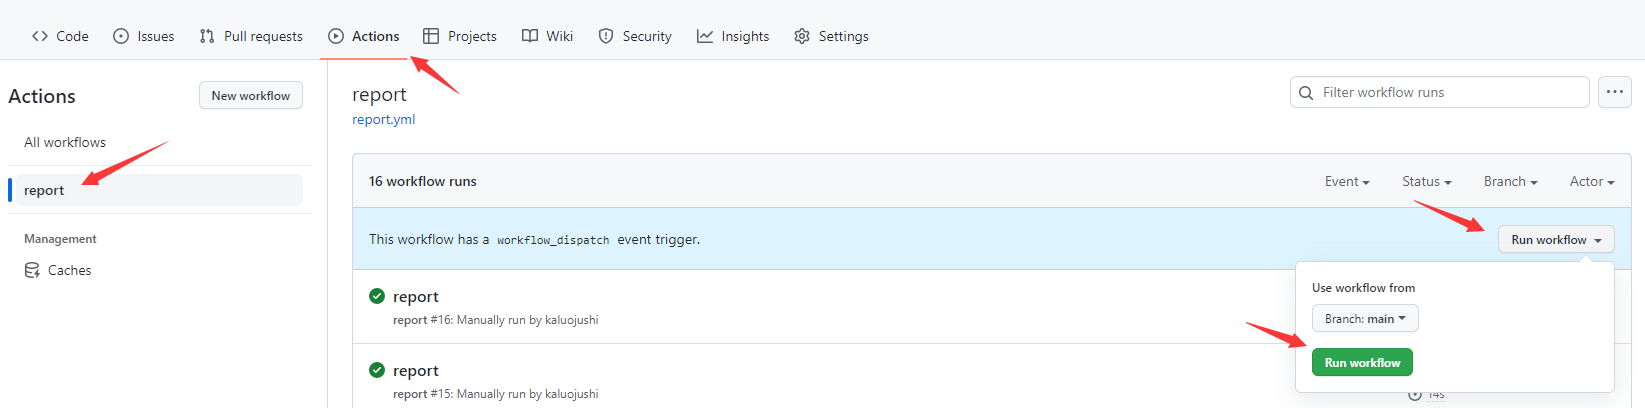 Code Issues Pull requests Actions Projects Wiki Security Insights Settings
Actions
New workflow
All workflows
report
Management
Caches
report
report.yml
Filter workflow runs
16 workflow runs
Event Status Branch Actor
This workflow has a workflow_dispatch event trigger.
Run workflow
Use workflow from
Branch: main
Run workflow
report
report #16: Manually run by kaluojushi
report
report #15: Manually run by kaluojushi
14s